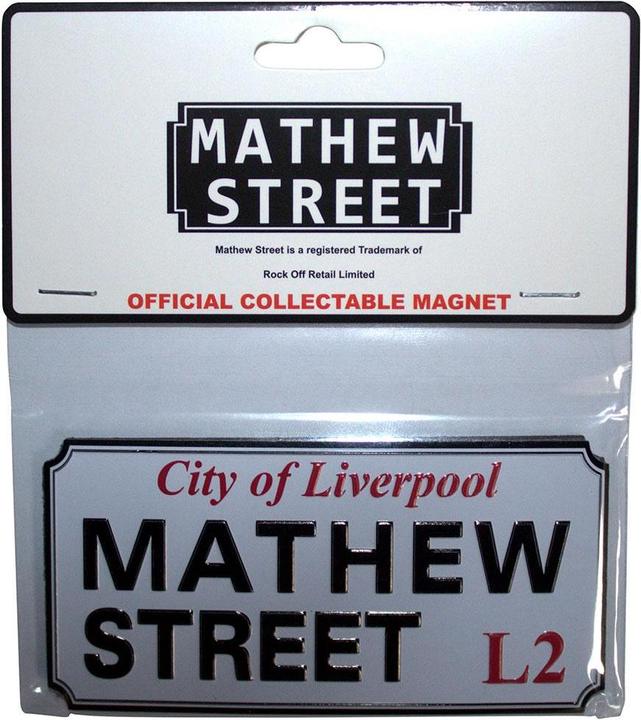 MATHEW
STREET
Mathew Street is a registered Trademark of
Rock Off Retail Limited
OFFICIAL COLLECTABLE MAGNET
City of Liverpool
MATHEW
STREET L2